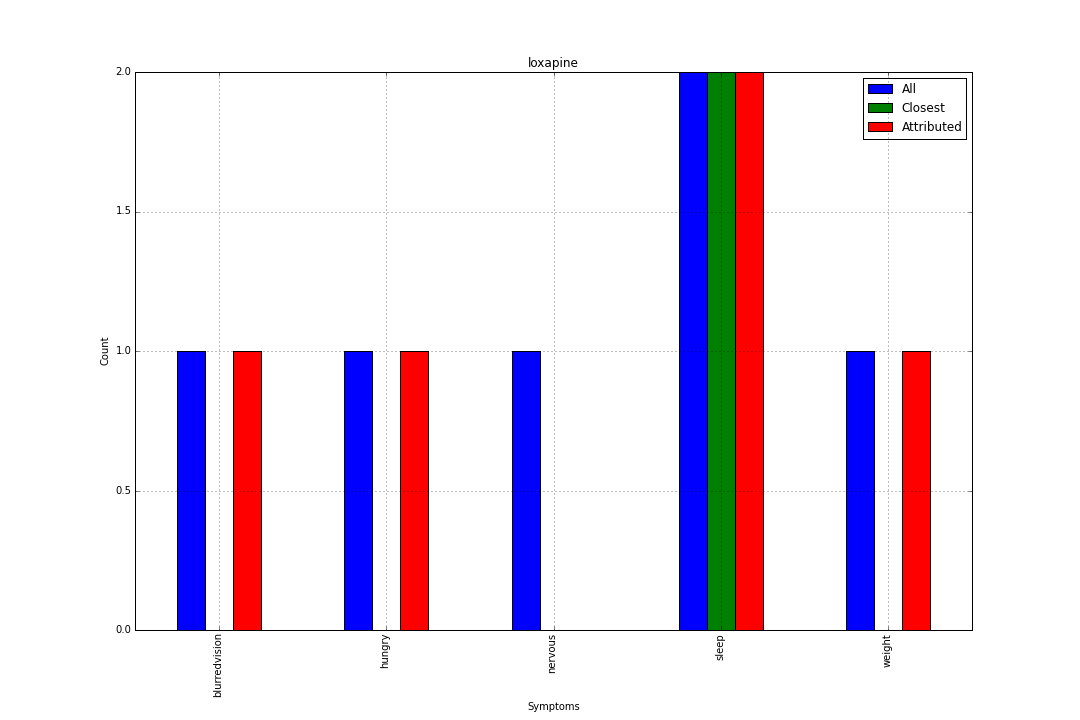 loxapine
2.0
1.5
1.0
0.5
0.0
Count
All
Closest
Attributed
blurredvision
hungry
nervous
sleep
weight
Symptoms